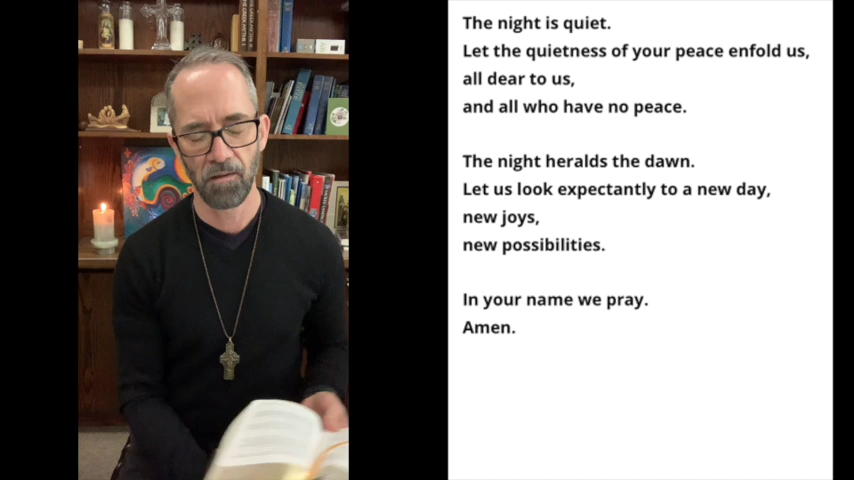 The night is quiet.
Let the quietness of your peace enfold us,
all dear to us,
and all who have no peace.
The night heralds the dawn.
Let us look expectantly to a new day,
new joys,
new possibilities.
In your name we pray.
Amen.